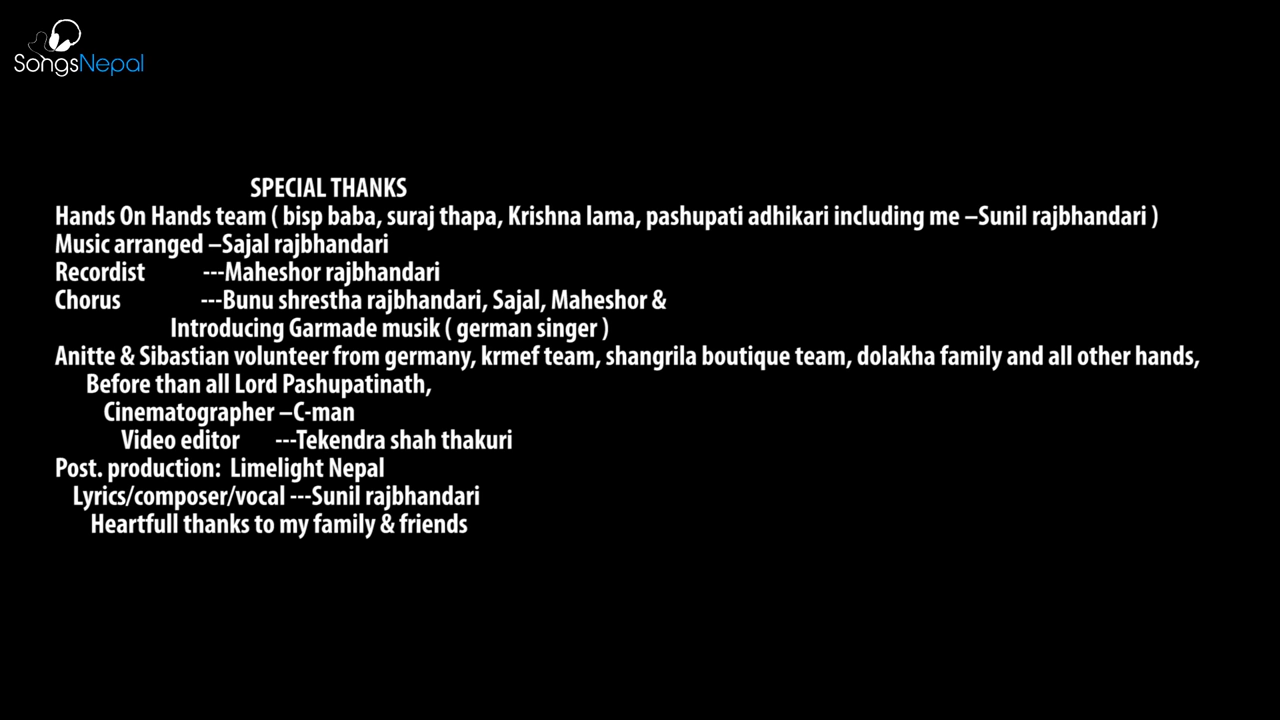 SongsNepal
SPECIAL THANKS
Hands On Hands team ( bisp baba, suraj thapa, Krishna lama, pashupati adhikari including me –Sunil rajbhandari )
Music arranged –Sajal rajbhandari
Recordist ---Maheshor rajbhandari
Chorus ---Bunu shrestha rajbhandari, Sajal, Maheshor &
Introducing Garmade musik ( german singer )
Anitte & Sibastian volunteer from germany, krmef team, shangrila boutique team, dolakha family and all other hands,
Before than all Lord Pashupatinath,
Cinematographer –C-man
Video editor ---Tekendra shah thakuri
Post. production: Limelight Nepal
Lyrics/composer/vocal ---Sunil rajbhandari
Heartfull thanks to my family & friends